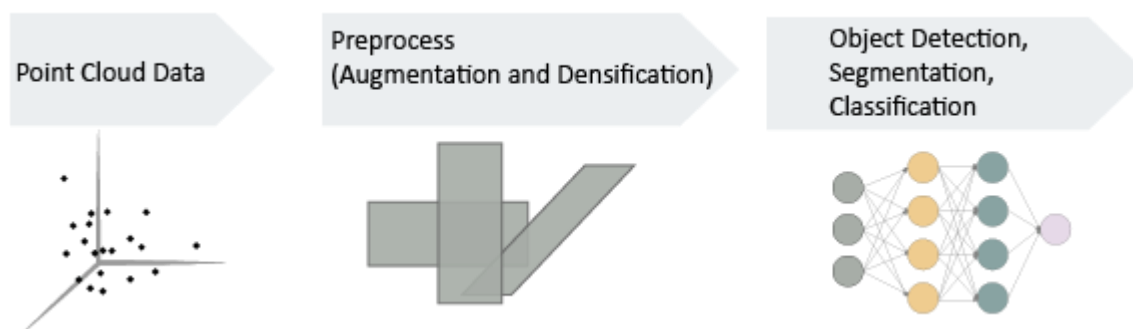 Point Cloud Data
Preprocess
(Augmentation and Densification)
Object Detection,
Segmentation,
Classification